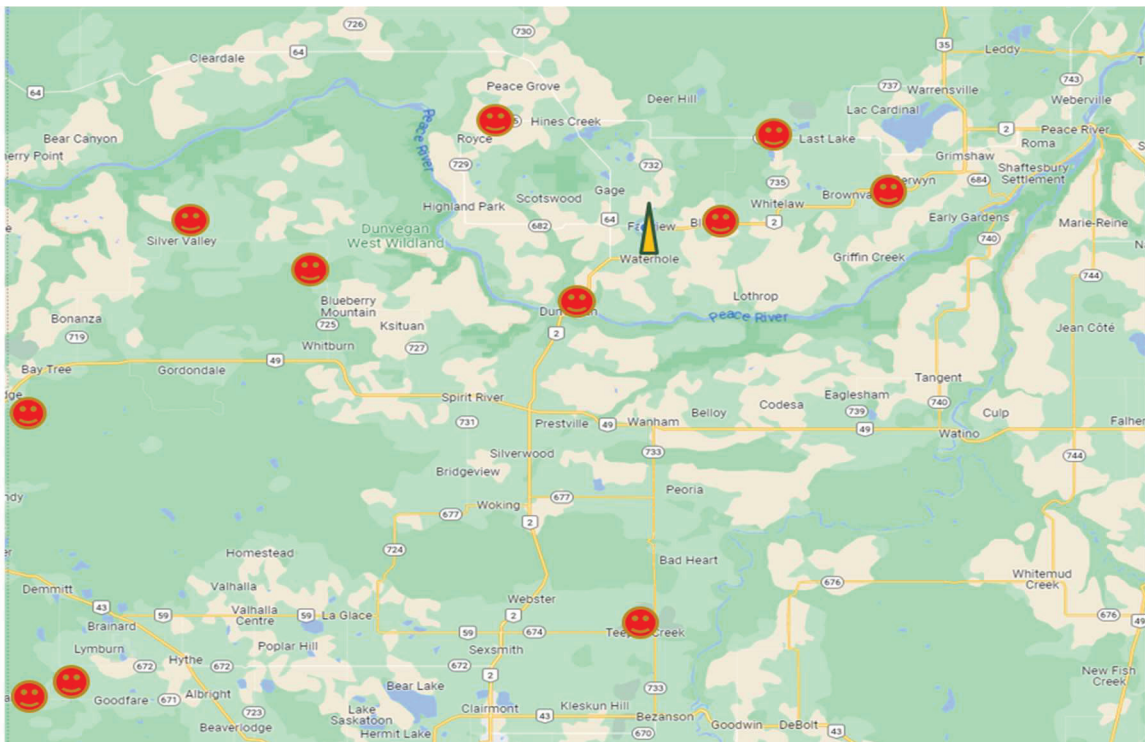 726
730
64
Cleardale
35
Leddy
Peace Grove
737
743
64
Warrensville
Weberville
Deer Hill
Lac Cardinal
Hines Creek
Bear Canyon
Royce
Last Lake
2
Peace River
Roma
Peace River
Grimshaw
729
732
Shaftesbury
Settlement
684
735
Gage
Scotswood
Highland Park
Whitelaw
64
2
Early Gardens
Marie-Reine
682
Silver Valley
Dunvegan
West Wildland
740
Waterhole
Griffin Creek
744
Blueberry
Mountain
Lothrop
Peace River
Bonanza
725
Ksituan
2
Jean Côté
719
Whitburn
727
49
Bay Tree
Gordondale
Tangent
Spirit River
Eaglesham
Codesa
740
739
Belloy
Culp
731
Prestville
49
Wanham
49
Watino
733
Silverwood
744
Bridgeview
Peoria
677
Woking
677
2
724
Homestead
Bad Heart
Whitemud
Creek
676
Valhalla
Demmitt
43
Webster
Valhalla
Centre
59
59
La Glace
2
676
49
Brainard
59
674
Poplar Hill
Sexsmith
Lymburn
672
Hythe
672
672
New Fish
Creek
2
Bear Lake
733
Goodfare
671
Albright
Kleskun Hill
723
Lake
Saskatoon
Clairmont
43
Bezanson
Goodwin
DeBolt
Beaverlodge
Hermit Lake
670
43